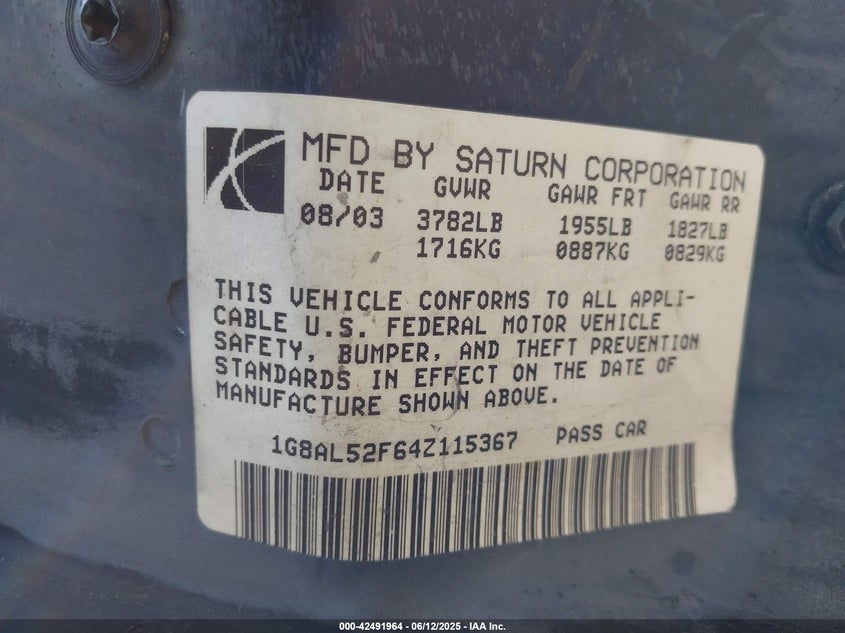 MFD BY SATURN CORPORATION
DATE GVWR GAWR FRT GAWR RR
08/03 3782LB 1955LB 1827LB
1716KG 0887KG 0829KG
THIS VEHICLE CONFORMS TO ALL APPLI-
CABLE U.S. FEDERAL MOTOR VEHICLE
SAFETY, BUMPER, AND THEFT PREVENTION
STANDARDS IN EFFECT ON THE DATE OF
MANUFACTURE SHOWN ABOVE.
1G8AL52F64Z115367 PASS CAR
000-42491964 - 06/12/2025 - IAA Inc.